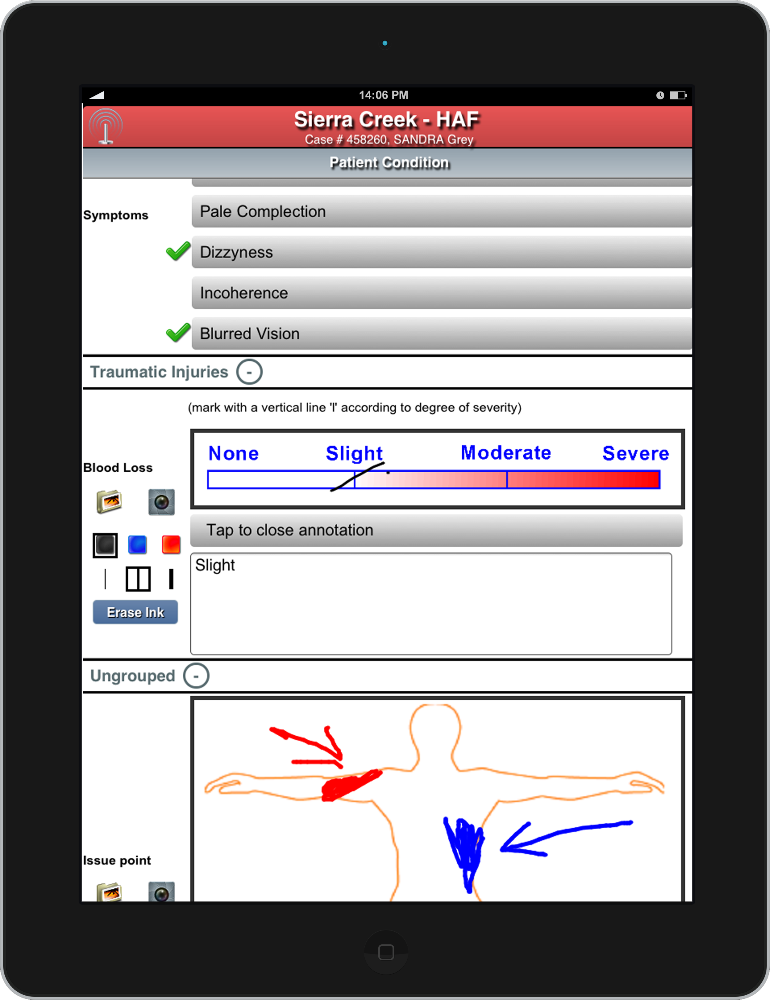 14:06 PM
Sierra Creek - HAF
Case # 458260, SANDRA Grey
Patient Condition
Symptoms
Pale Complection
Dizzyness
Incoherence
Blurred Vision
Traumatic Injuries -
(mark with a vertical line 'l' according to degree of severity)
None Slight Moderate Severe
Blood Loss
Tap to close annotation
Slight
Erase Ink
Ungrouped -
Issue point